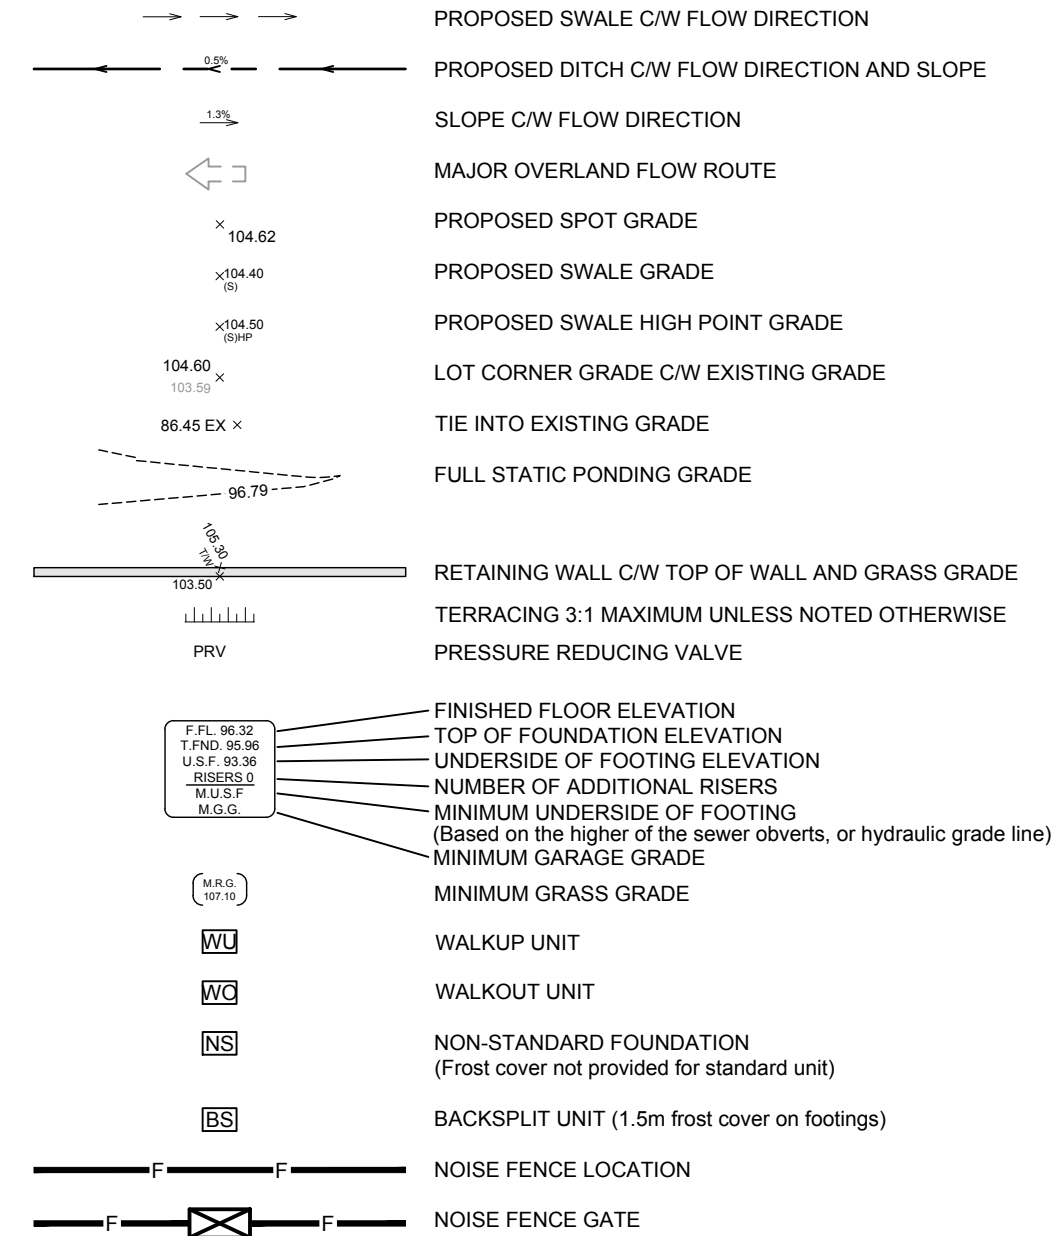 PROPOSED SWALE C/W FLOW DIRECTION
0.5%
PROPOSED DITCH C/W FLOW DIRECTION AND SLOPE
1.3%
SLOPE C/W FLOW DIRECTION
MAJOR OVERLAND FLOW ROUTE
104.62
PROPOSED SPOT GRADE
104.40
(S)
PROPOSED SWALE GRADE
104.50
(S)HP
PROPOSED SWALE HIGH POINT GRADE
104.60
103.59
LOT CORNER GRADE C/W EXISTING GRADE
86.45 EX
TIE INTO EXISTING GRADE
96.79
FULL STATIC PONDING GRADE
105.30
T/W
103.50
RETAINING WALL C/W TOP OF WALL AND GRASS GRADE
TERRACING 3:1 MAXIMUM UNLESS NOTED OTHERWISE
PRV
PRESSURE REDUCING VALVE
F.FL. 96.32
T.FND. 95.96
U.S.F. 93.36
RISERS 0
M.U.S.F
M.G.G.
FINISHED FLOOR ELEVATION
TOP OF FOUNDATION ELEVATION
UNDERSIDE OF FOOTING ELEVATION
NUMBER OF ADDITIONAL RISERS
MINIMUM UNDERSIDE OF FOOTING
(Based on the higher of the sewer obverts, or hydraulic grade line)
MINIMUM GARAGE GRADE
M.R.G.
107.10
MINIMUM GRASS GRADE
WU
WALKUP UNIT
WO
WALKOUT UNIT
NS
NON-STANDARD FOUNDATION
(Frost cover not provided for standard unit)
BS
BACKSPLIT UNIT (1.5m frost cover on footings)
F F
NOISE FENCE LOCATION
F F
NOISE FENCE GATE